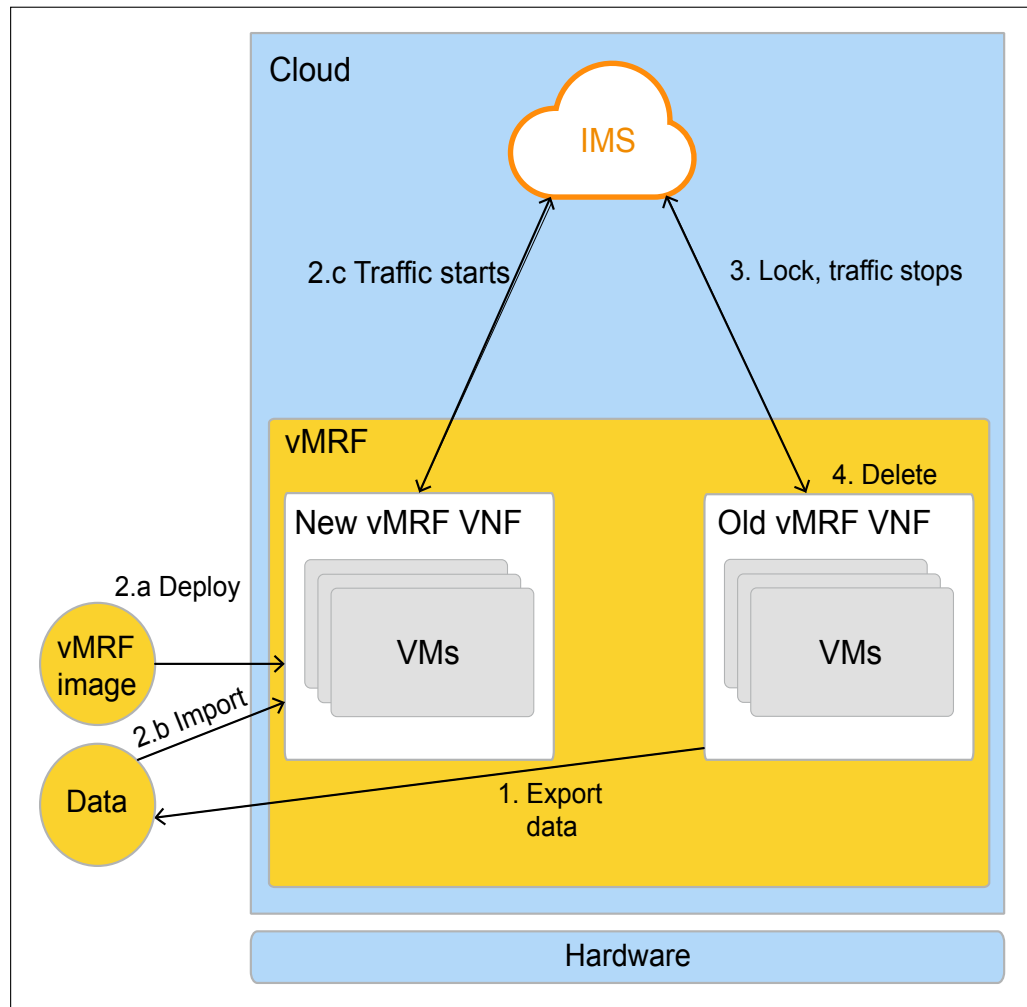 Cloud
IMS
2.c Traffic starts
3. Lock, traffic stops
vMRF
4. Delete
New vMRF VNF
Old vMRF VNF
2.a Deploy
vMRF
image
VMs
VMs
2.b Import
Data
1. Export
data
Hardware